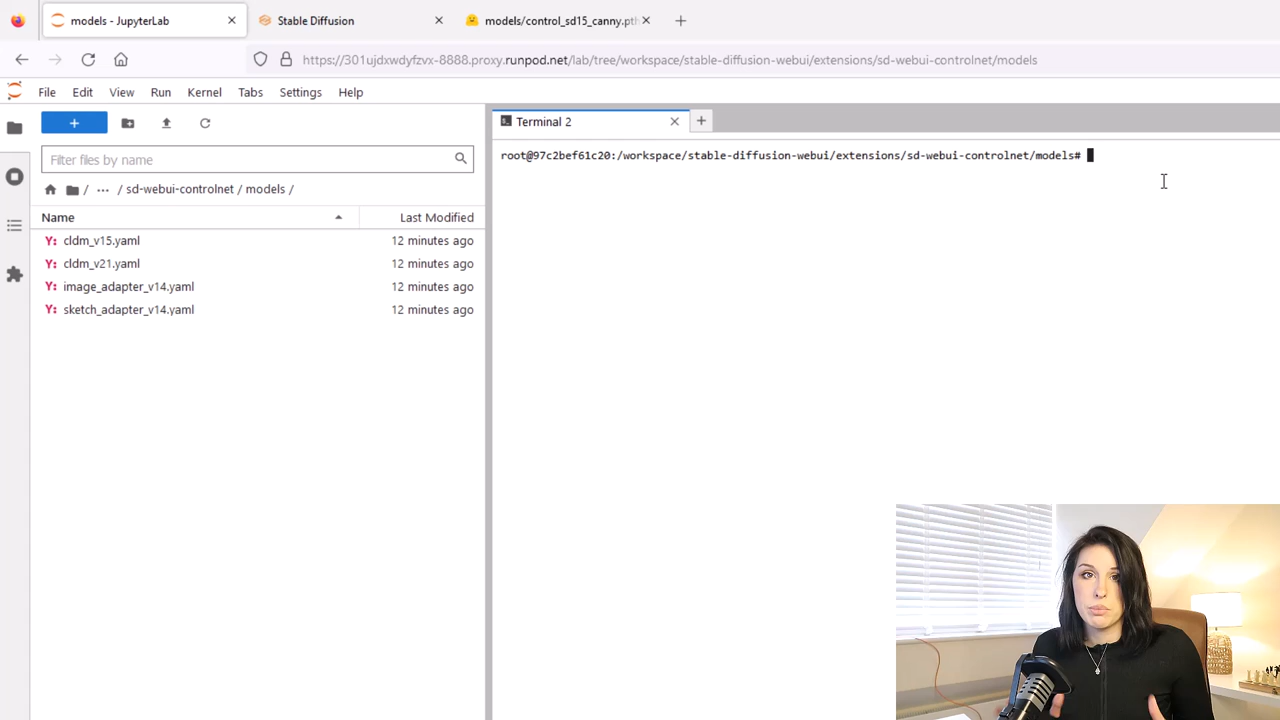 models - JupyterLab
Stable Diffusion
models/control_sd15_canny.pth
https://301ujdxwdyfzvx-8888.proxy.runpod.net/lab/tree/workspace/stable-diffusion-webui/extensions/sd-webui-controlnet/models
File Edit View Run Kernel Tabs Settings Help
Terminal 2
Filter files by name
root@97c2bef61c20:/workspace/stable-diffusion-webui/extensions/sd-webui-controlnet/models#
/ ... / sd-webui-controlnet / models /
Name Last Modified
Y: cldm_v15.yaml 12 minutes ago
Y: cldm_v21.yaml 12 minutes ago
Y: image_adapter_v14.yaml 12 minutes ago
Y: sketch_adapter_v14.yaml 12 minutes ago